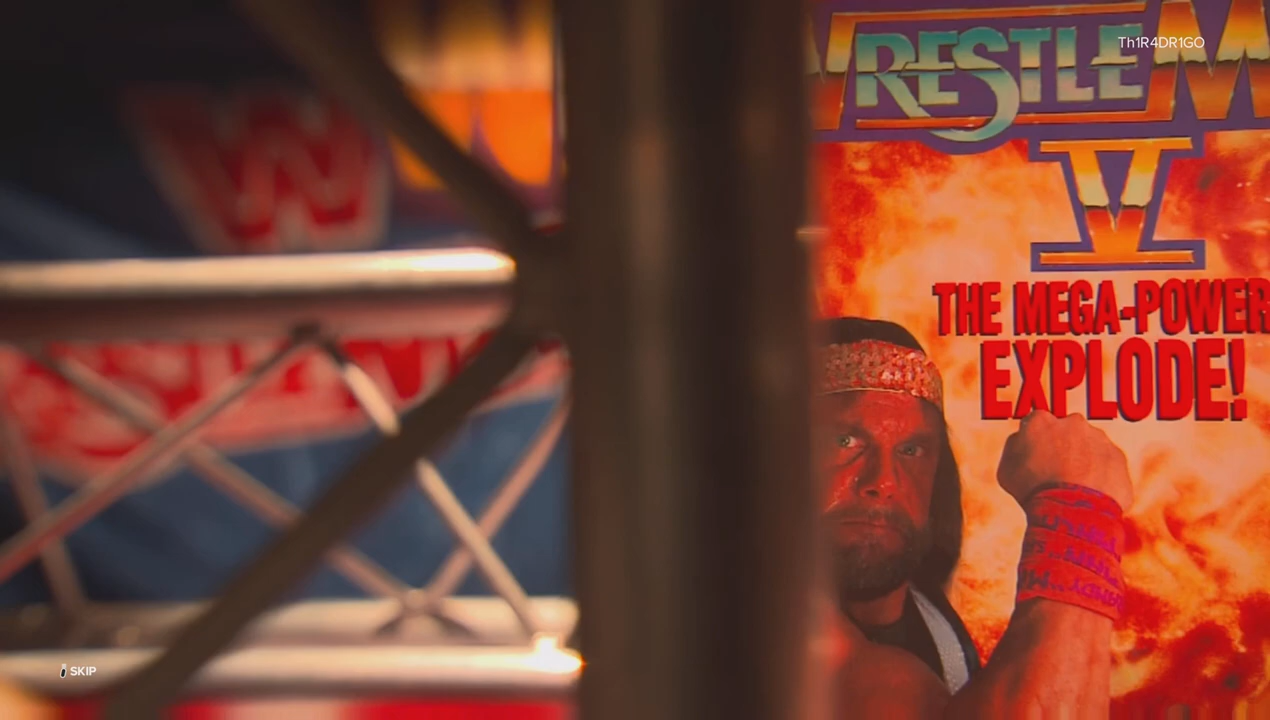 Th1R4DR1GO
W
RESTLEM
V
THE MEGA-POWER
EXPLODE!
SKIP